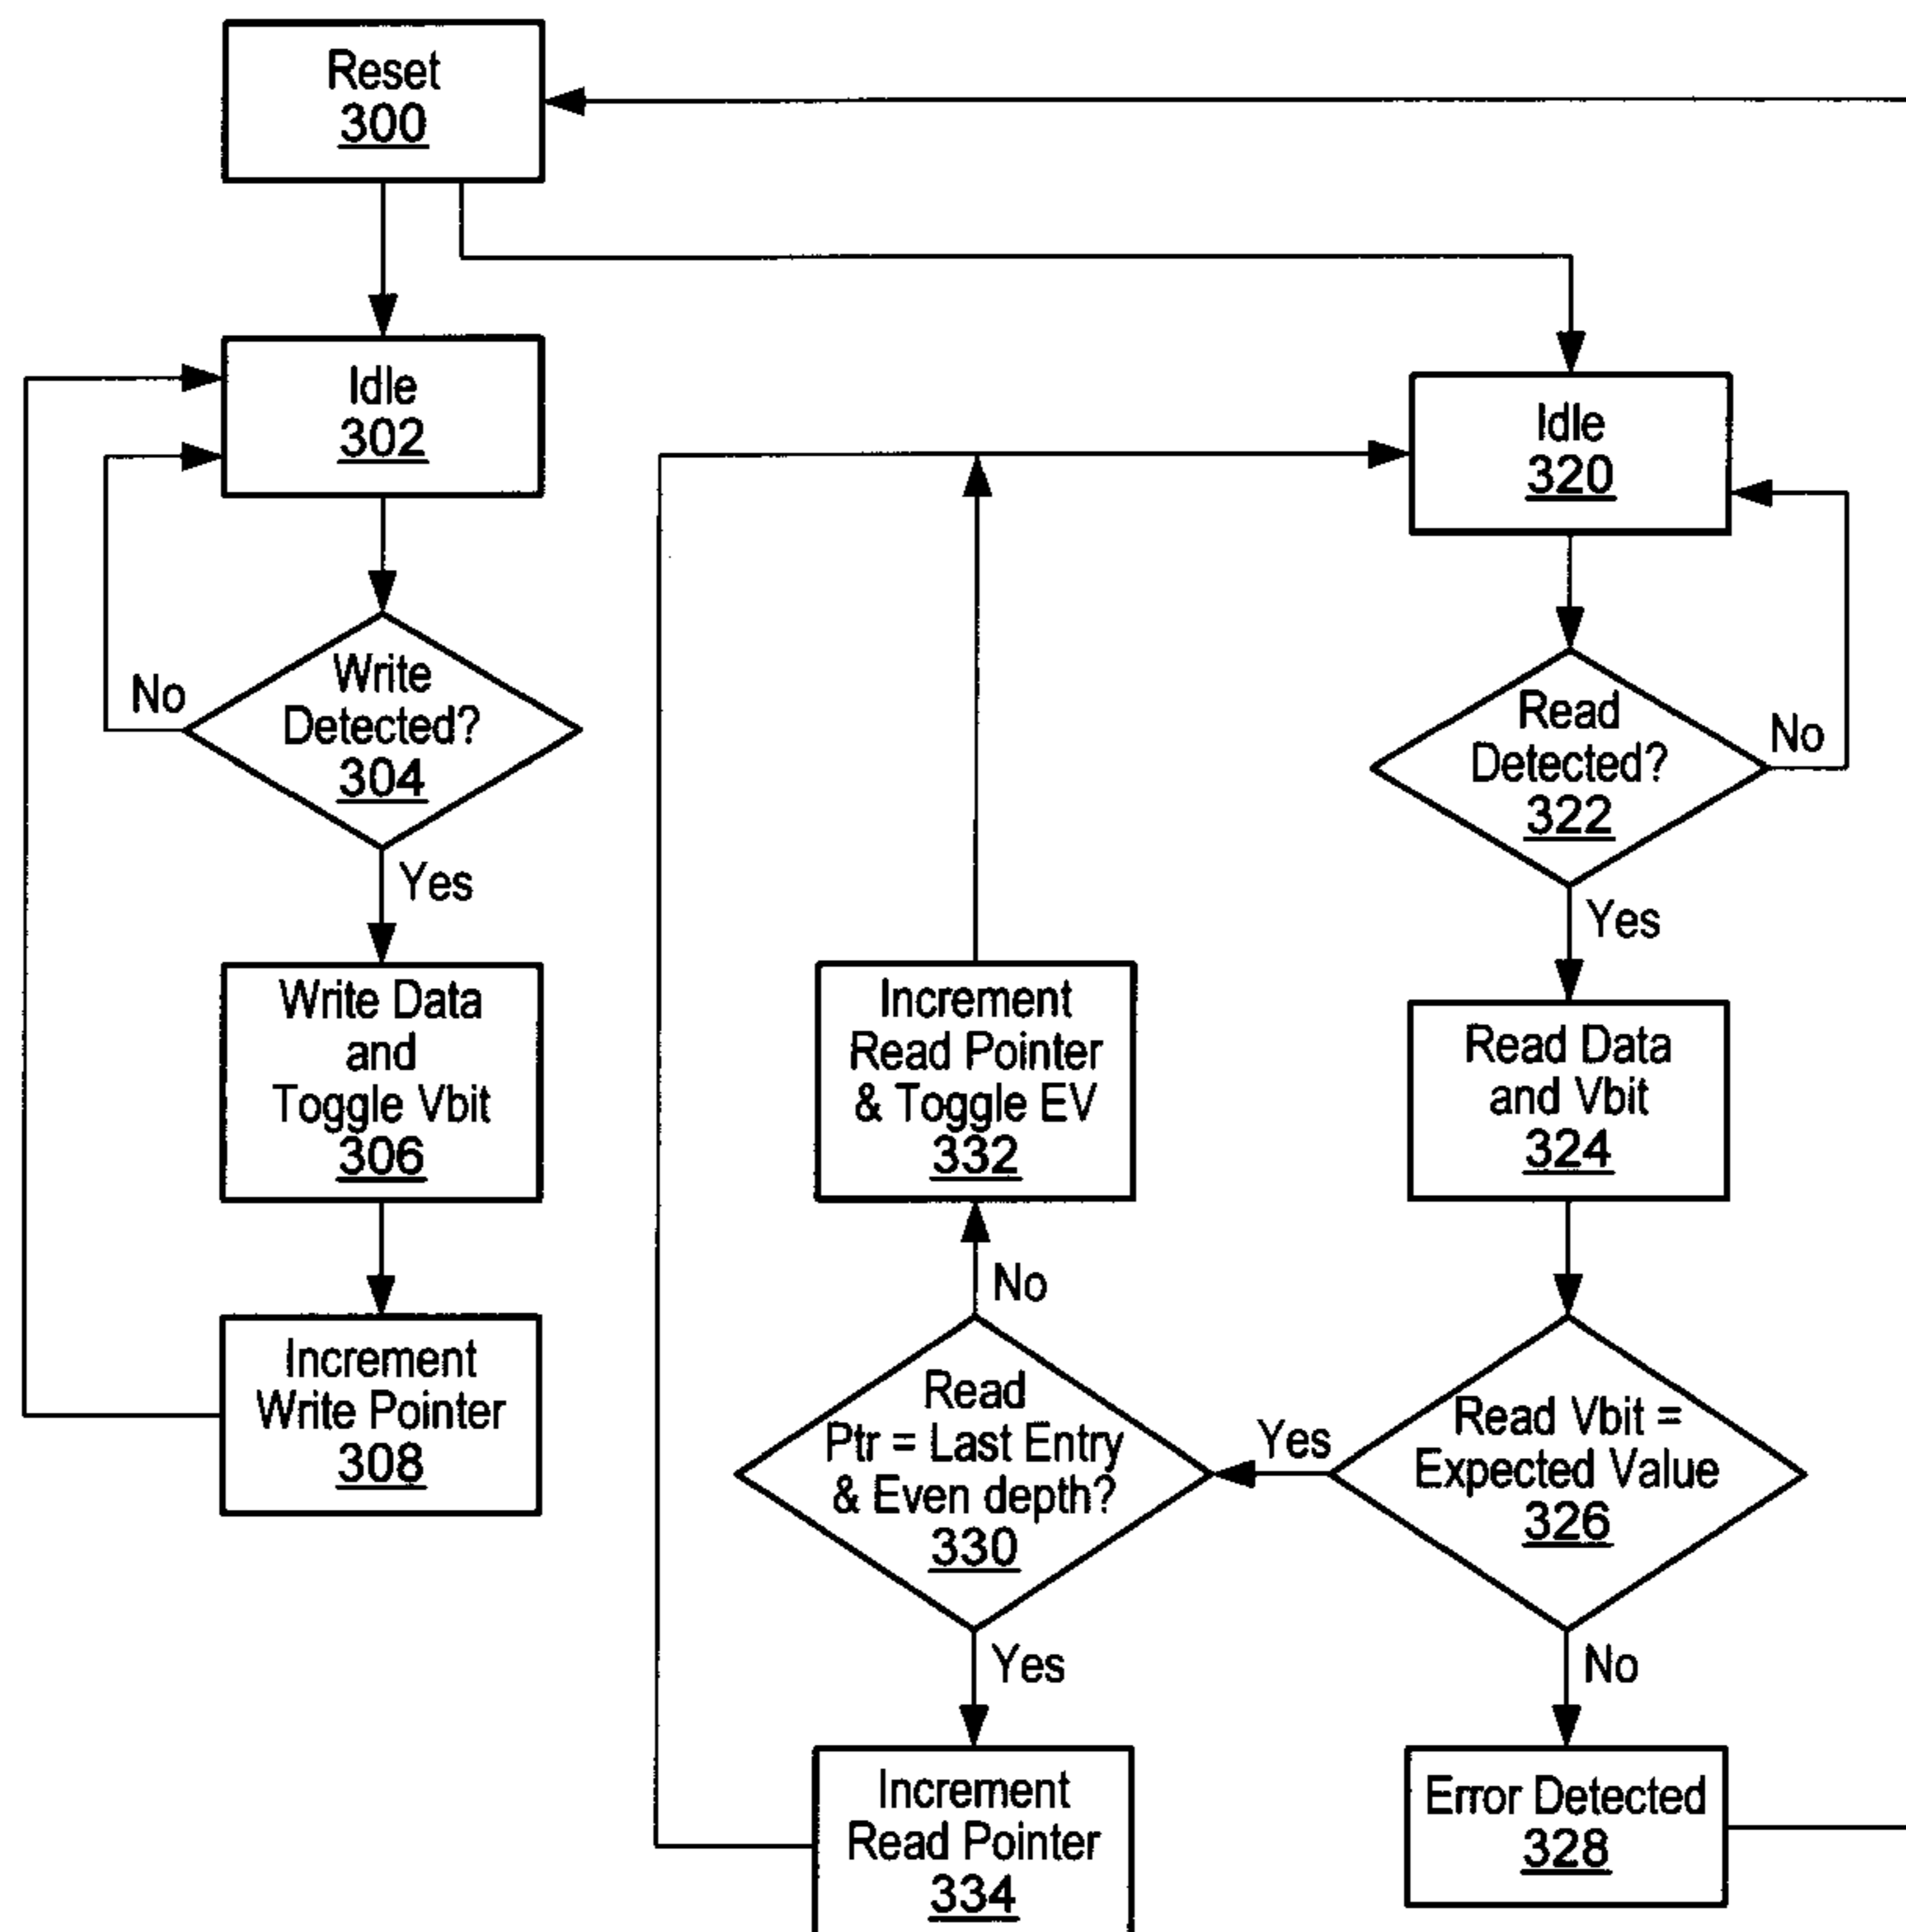 Reset
300
Idle
302
Write
Detected?
304
No
Yes
Write Data
and
Toggle Vbit
306
Increment
Write Pointer
308
Idle
320
Read
Detected?
322
No
Yes
Read Data
and Vbit
324
Read Vbit =
Expected Value
326
Yes
No
Error Detected
328
Read
Ptr = Last Entry
& Even depth?
330
No
Increment
Read Pointer
& Toggle EV
332
Yes
Increment
Read Pointer
334